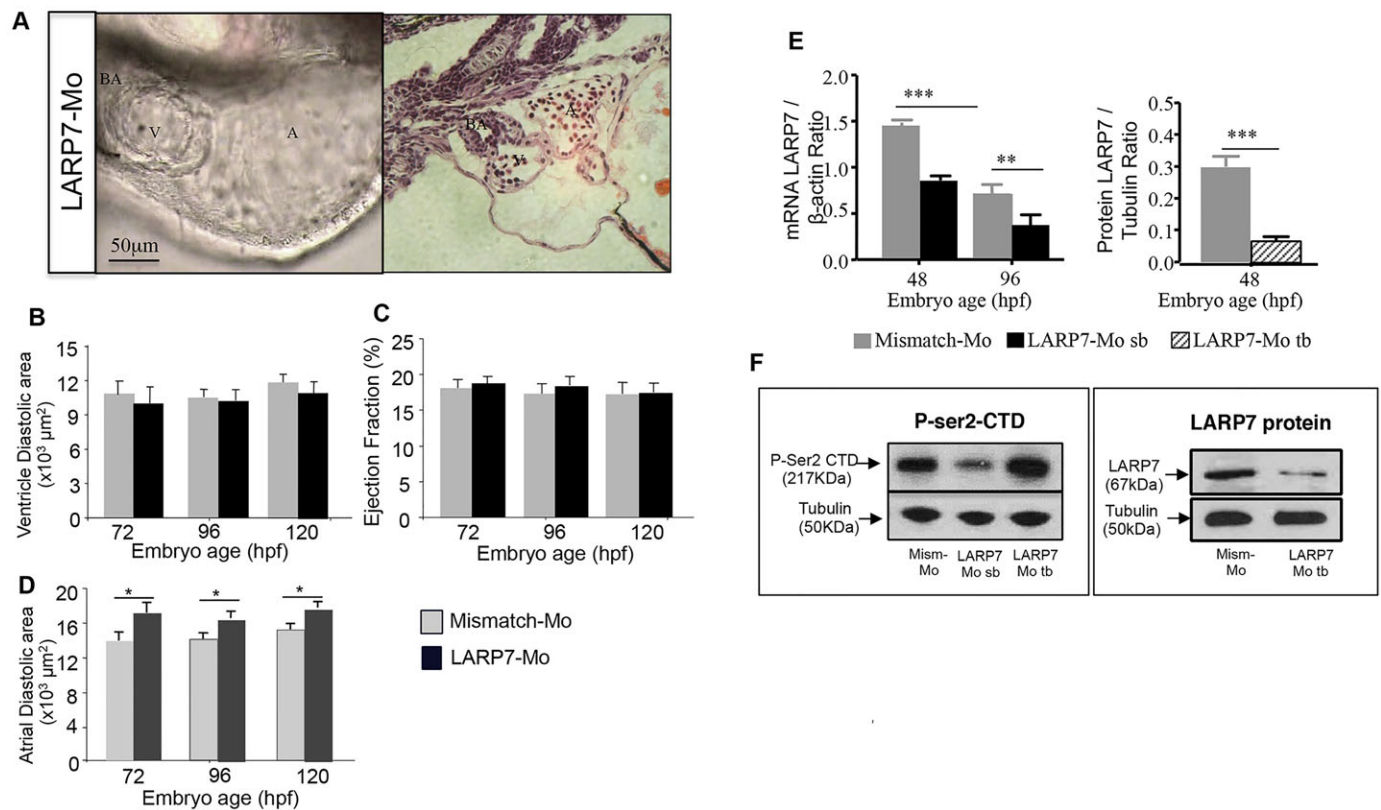 A
LARP7-Mo
BA
V
A
50µm
BA
A
V
B
Ventricle Diastolic area
(x10³ µm²)
15
12
9
6
3
0
72
96
120
Embryo age (hpf)
C
Ejection Fraction (%)
25
20
15
10
5
0
72
96
120
Embryo age (hpf)
D
Atrial Diastolic area
(x10³ µm²)
20
16
12
8
4
0
*
*
*
72
96
120
Embryo age (hpf)
Mismatch-Mo
LARP7-Mo
E
mRNA LARP7 /
β-actin Ratio
2.0
1.5
1.0
0.5
0.0
***
**
48
96
Embryo age (hpf)
Protein LARP7 /
Tubulin Ratio
0.5
0.4
0.3
0.2
0.1
0.0
***
48
Embryo age (hpf)
Mismatch-Mo LARP7-Mo sb LARP7-Mo tb
F
P-ser2-CTD
P-Ser2 CTD
(217KDa)
Tubulin
(50KDa)
Mism-
Mo
LARP7
Mo sb
LARP7
Mo tb
LARP7 protein
LARP7
(67kDa)
Tubulin
(50kDa)
Mism-
Mo
LARP7
Mo tb